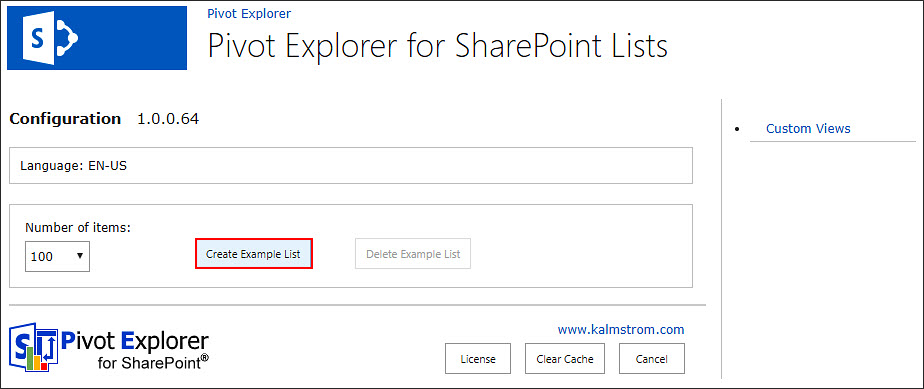 Pivot Explorer
Pivot Explorer for SharePoint Lists
Configuration 1.0.0.64
Language: EN-US
Number of items:
100
Create Example List
Delete Example List
Custom Views
Pivot Explorer
for SharePoint®
www.kalmstrom.com
License
Clear Cache
Cancel